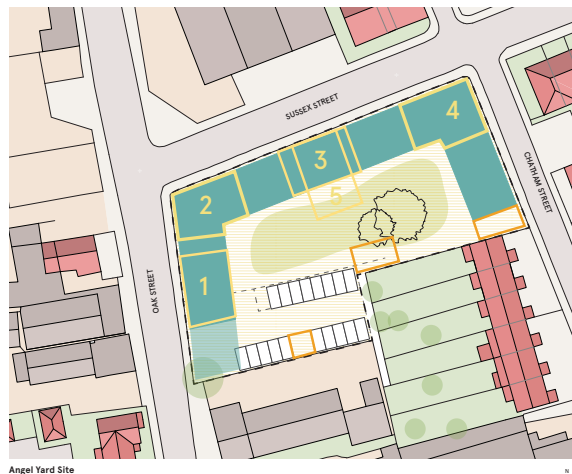 SUSSEX STREET
4
CHATHAM STREET
3
5
2
1
OAK STREET
Angel Yard Site
N